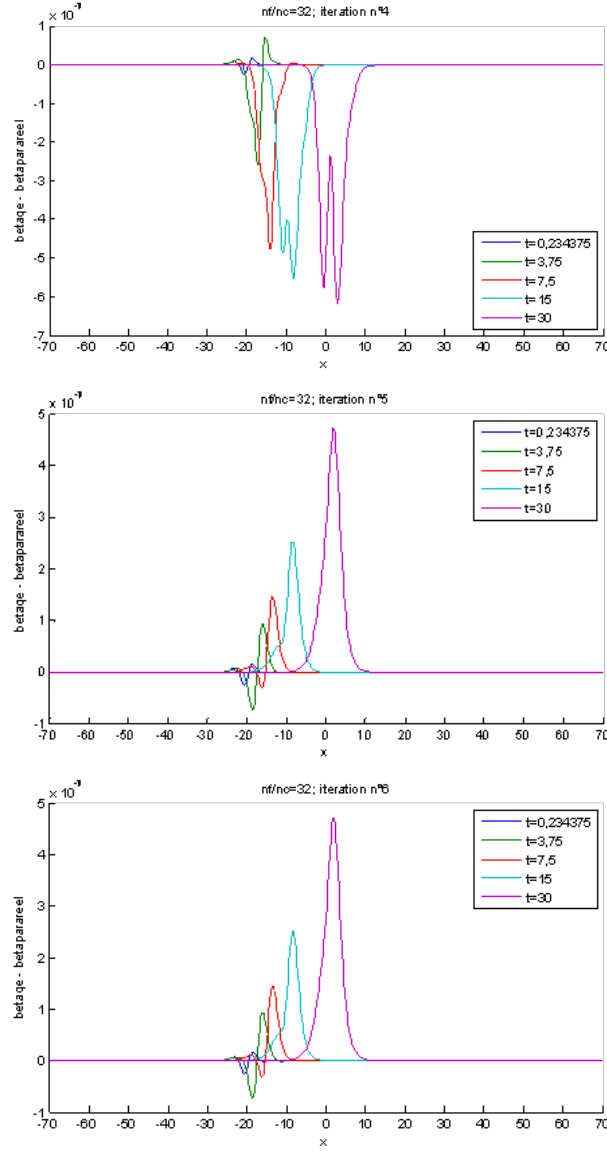 nf/nc=32; iteration n°4
× 10⁻⁷
1
0
-1
-2
-3
-4
-5
-6
-7
betaqe - betaparareel
t=0,234375
t=3,75
t=7,5
t=15
t=30
-70 -60 -50 -40 -30 -20 -10 0 10 20 30 40 50 60 70
x
nf/nc=32; iteration n°5
× 10⁻⁷
5
4
3
2
1
0
-1
betaqe - betaparareel
t=0,234375
t=3,75
t=7,5
t=15
t=30
-70 -60 -50 -40 -30 -20 -10 0 10 20 30 40 50 60 70
x
nf/nc=32; iteration n°6
× 10⁻⁷
5
4
3
2
1
0
-1
betaqe - betaparareel
t=0,234375
t=3,75
t=7,5
t=15
t=30
-70 -60 -50 -40 -30 -20 -10 0 10 20 30 40 50 60 70
x